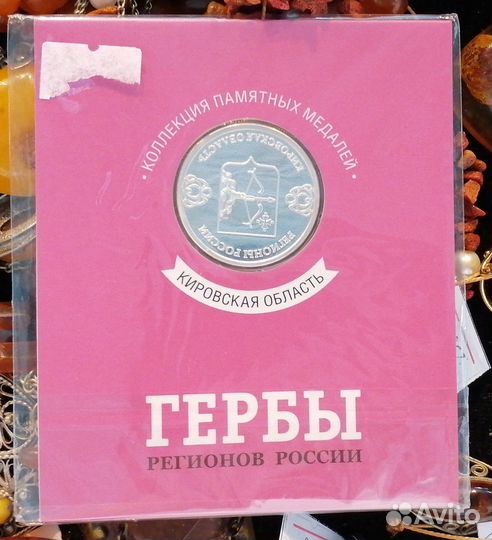 · КОЛЛЕКЦИЯ ПАМЯТНЫХ МЕДАЛЕЙ ·
КИРОВСКАЯ ОБЛАСТЬ
РЕГИОНЫ РОССИИ
КИРОВСКАЯ ОБЛАСТЬ
ГЕРБЫ
РЕГИОНОВ РОССИИ
Avito